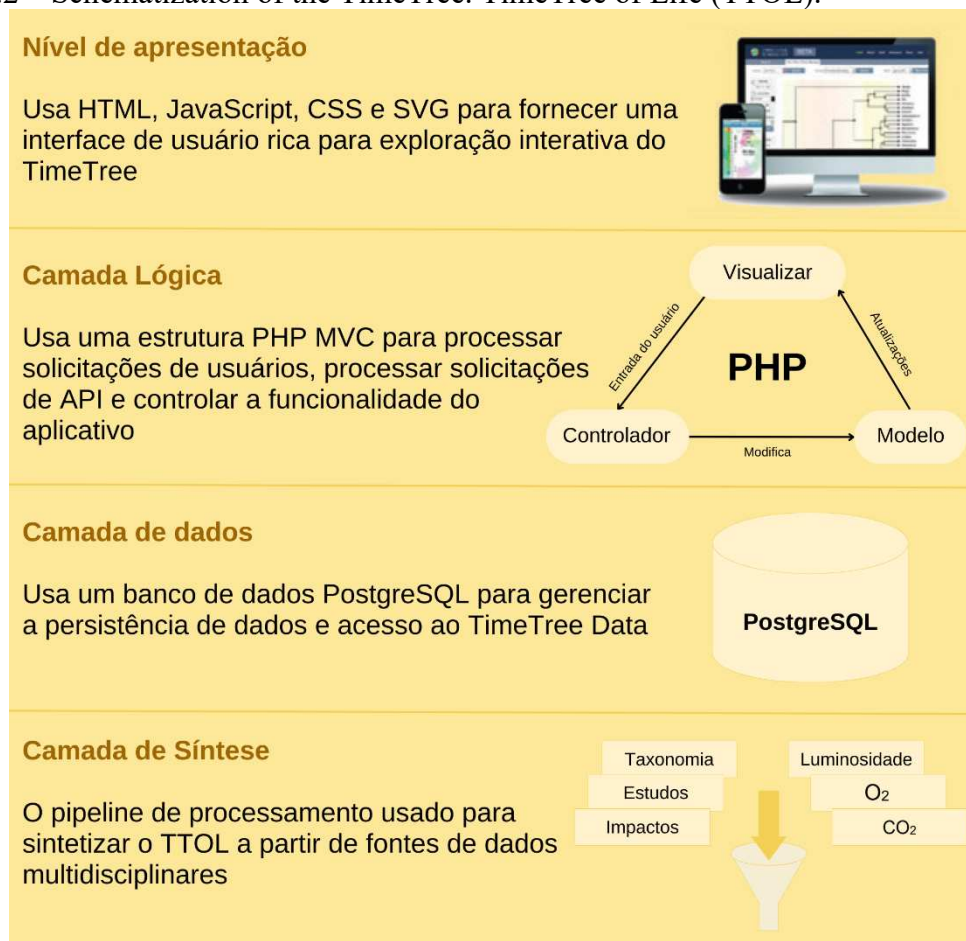 Schematization of the TimeTree. TimeTree of Life (TTOL).
Nível de apresentação
Usa HTML, JavaScript, CSS e SVG para fornecer uma
interface de usuário rica para exploração interativa do
TimeTree
BETA
Camada Lógica
Usa uma estrutura PHP MVC para processar
solicitações de usuários, processar solicitações
de API e controlar a funcionalidade do
aplicativo
Visualizar
Entrada do usuário
PHP
Atualizações
Controlador
Modifica
Modelo
Camada de dados
Usa um banco de dados PostgreSQL para gerenciar
a persistência de dados e acesso ao TimeTree Data
PostgreSQL
Camada de Síntese
O pipeline de processamento usado para
sintetizar o TTOL a partir de fontes de dados
multidisciplinares
Taxonomia
Estudos
Impactos
Luminosidade
O₂
CO₂